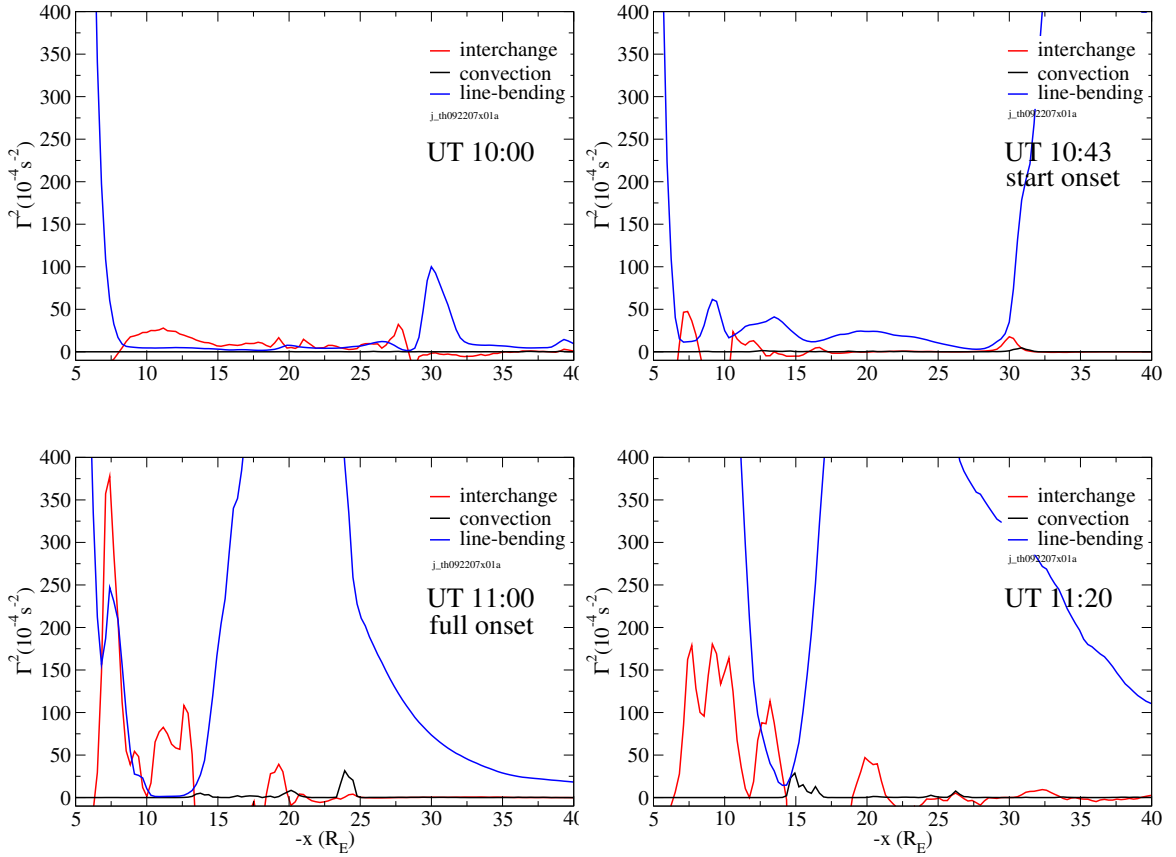 400
350
300
250
200
150
100
50
0
Γ²(10⁻⁴s⁻²)
interchange
convection
line-bending
j_th092207x01a
UT 10:00
5 10 15 20 25 30 35 40
400
350
300
250
200
150
100
50
0
Γ²(10⁻⁴s⁻²)
interchange
convection
line-bending
j_th092207x01a
UT 10:43
start onset
5 10 15 20 25 30 35 40
400
350
300
250
200
150
100
50
0
Γ²(10⁻⁴s⁻²)
interchange
convection
line-bending
j_th092207x01a
UT 11:00
full onset
5 10 15 20 25 30 35 40
-x (R_E)
400
350
300
250
200
150
100
50
0
Γ²(10⁻⁴s⁻²)
interchange
convection
line-bending
j_th092207x01a
UT 11:20
5 10 15 20 25 30 35 40
-x (R_E)